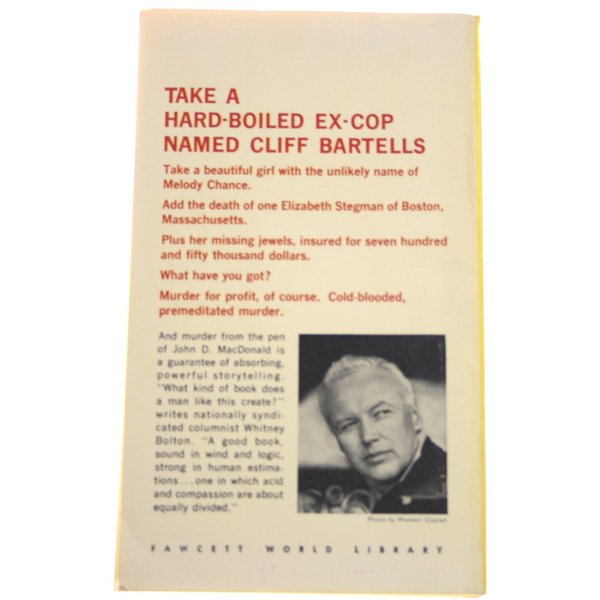 TAKE A
HARD-BOILED EX-COP
NAMED CLIFF BARTELLS
Take a beautiful girl with the unlikely name of
Melody Chance.
Add the death of one Elizabeth Stegman of Boston,
Massachusetts.
Plus her missing jewels, insured for seven hundred
and fifty thousand dollars.
What have you got?
Murder for profit, of course. Cold-blooded,
premeditated murder.
And murder from the pen
of John D. MacDonald is
a guarantee of absorbing,
powerful storytelling.
"What kind of book does
a man like this create?"
writes nationally syndi-
cated columnist Whitney
Bolton. "A good book,
sound in wind and logic,
strong in human estima-
tions...one in which acid
and compassion are about
equally divided."
Photo by Maxwell Coplan
FAWCETT WORLD LIBRARY